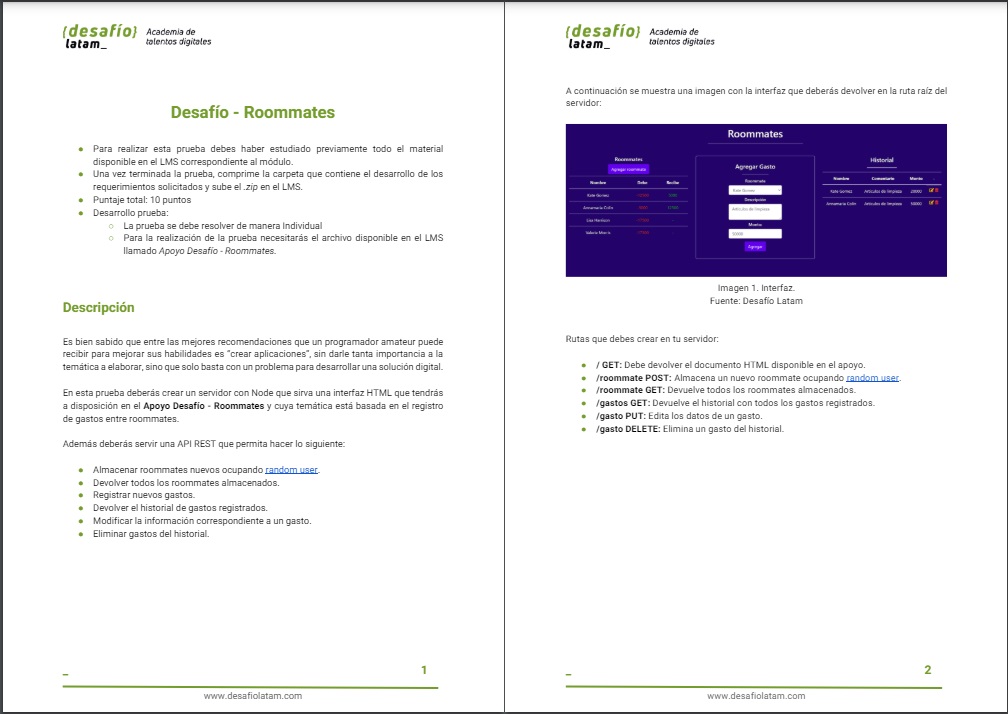 {desafío}
latam_
Academia de
talentos digitales
Desafío - Roommates
● Para realizar esta prueba debes haber estudiado previamente todo el material
disponible en el LMS correspondiente al módulo.
● Una vez terminada la prueba, comprime la carpeta que contiene el desarrollo de los
requerimientos solicitados y sube el .zip en el LMS.
● Puntaje total: 10 puntos
● Desarrollo prueba:
○ La prueba se debe resolver de manera Individual
○ Para la realización de la prueba necesitarás el archivo disponible en el LMS
llamado Apoyo Desafío - Roommates.
Descripción
Es bien sabido que entre las mejores recomendaciones que un programador amateur puede
recibir para mejorar sus habilidades es “crear aplicaciones”, sin darle tanta importancia a la
temática a elaborar, sino que solo basta con un problema para desarrollar una solución digital.
En esta prueba deberás crear un servidor con Node que sirva una interfaz HTML que tendrás
a disposición en el Apoyo Desafío - Roommates y cuya temática está basada en el registro
de gastos entre roommates.
Además deberás servir una API REST que permita hacer lo siguiente:
● Almacenar roommates nuevos ocupando random user.
● Devolver todos los roommates almacenados.
● Registrar nuevos gastos.
● Devolver el historial de gastos registrados.
● Modificar la información correspondiente a un gasto.
● Eliminar gastos del historial.
_
1
www.desafiolatam.com
{desafío}
latam_
Academia de
talentos digitales
A continuación se muestra una imagen con la interfaz que deberás devolver en la ruta raíz del
servidor:
Roommates
Roommates
Agregar roommate
Nombre Debe Recibe
Kate Gomez
Annamaria Colin
Lisa Harrison
Valerie Morris
Agregar Gasto
Roommate
Kate Gomez
Descripción
Artículos de limpieza
Monto
50000
Agregar
Historial
Nombre Comentario Monto -
Kate Gomez Artículos de limpieza 20000
Annamaria Colin Artículos de limpieza 50000
Imagen 1. Interfaz.
Fuente: Desafío Latam
Rutas que debes crear en tu servidor:
● / GET: Debe devolver el documento HTML disponible en el apoyo.
● /roommate POST: Almacena un nuevo roommate ocupando random user.
● /roommate GET: Devuelve todos los roommates almacenados.
● /gastos GET: Devuelve el historial con todos los gastos registrados.
● /gasto PUT: Edita los datos de un gasto.
● /gasto DELETE: Elimina un gasto del historial.
_
2
www.desafiolatam.com